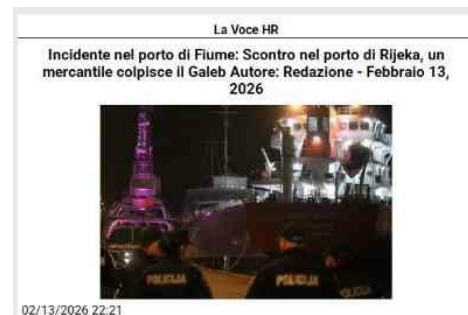 La Voce HR
Incidente nel porto di Fiume: Scontro nel porto di Rijeka, un
mercantile colpisce il Galeb Autore: Redazione - Febbraio 13,
2026
POLICIJA
POLICIJA
02/13/2026 22:21